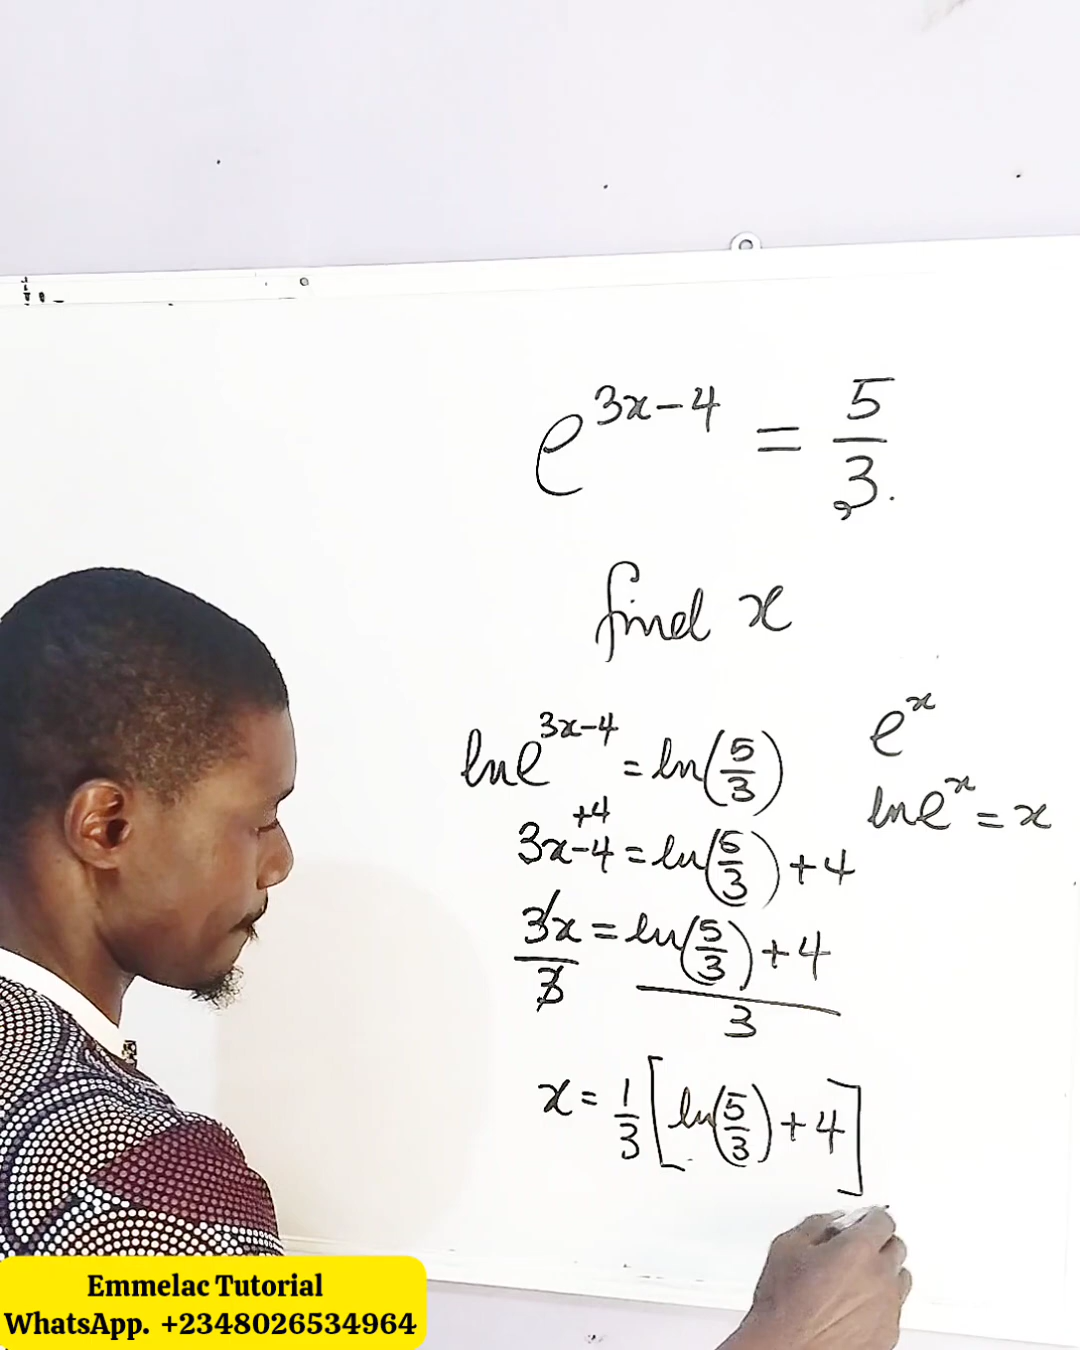 e^{3x-4} = 5/3.
find x
ln e^{3x-4} = ln(5/3)
+4
3x-4 = ln(5/3) + 4
3x/3 = ln(5/3) + 4 / 3
x = 1/3 [ln(5/3) + 4]
e^x
ln e^x = x
Emmelac Tutorial
WhatsApp. +2348026534964